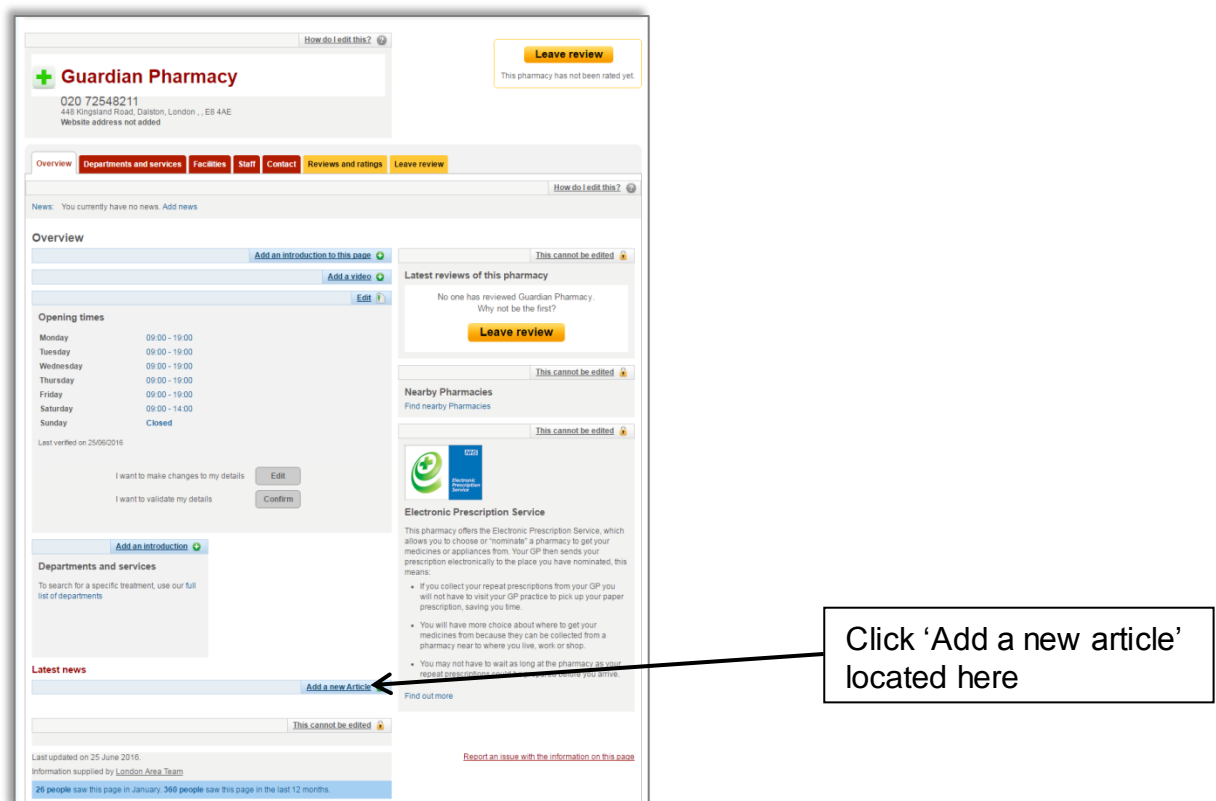 How do I edit this?
Guardian Pharmacy
020 72548211
448 Kingsland Road, Dalston, London , , E8 4AE
Website address not added
Leave review
This pharmacy has not been rated yet.
Overview Departments and services Facilities Staff Contact Reviews and ratings Leave review
How do I edit this?
News: You currently have no news. Add news
Overview
Add an introduction to this page
Add a video
Edit
Opening times
Monday 09:00 - 19:00
Tuesday 09:00 - 19:00
Wednesday 09:00 - 19:00
Thursday 09:00 - 19:00
Friday 09:00 - 19:00
Saturday 09:00 - 14:00
Sunday Closed
Last verified on 25/06/2016
I want to make changes to my details Edit
I want to validate my details Confirm
Add an introduction
Departments and services
To search for a specific treatment, use our full
list of departments
Latest news
Add a new Article
This cannot be edited
Last updated on 25 June 2016.
Information supplied by London Area Team
26 people saw this page in January. 360 people saw this page in the last 12 months.
This cannot be edited
Latest reviews of this pharmacy
No one has reviewed Guardian Pharmacy.
Why not be the first?
Leave review
This cannot be edited
Nearby Pharmacies
Find nearby Pharmacies
This cannot be edited
NHS
Electronic
Prescription
Service
Electronic Prescription Service
This pharmacy offers the Electronic Prescription Service, which
allows you to choose or "nominate" a pharmacy to get your
medicines or appliances from. Your GP then sends your
prescription electronically to the place you have nominated, this
means:
• If you collect your repeat prescriptions from your GP you
will not have to visit your GP practice to pick up your paper
prescription, saving you time.
• You will have more choice about where to get your
medicines from because they can be collected from a
pharmacy near to where you live, work or shop.
• You may not have to wait as long at the pharmacy as your
repeat prescriptions could be prepared before you arrive.
Find out more
Report an issue with the information on this page
Click ‘Add a new article’
located here